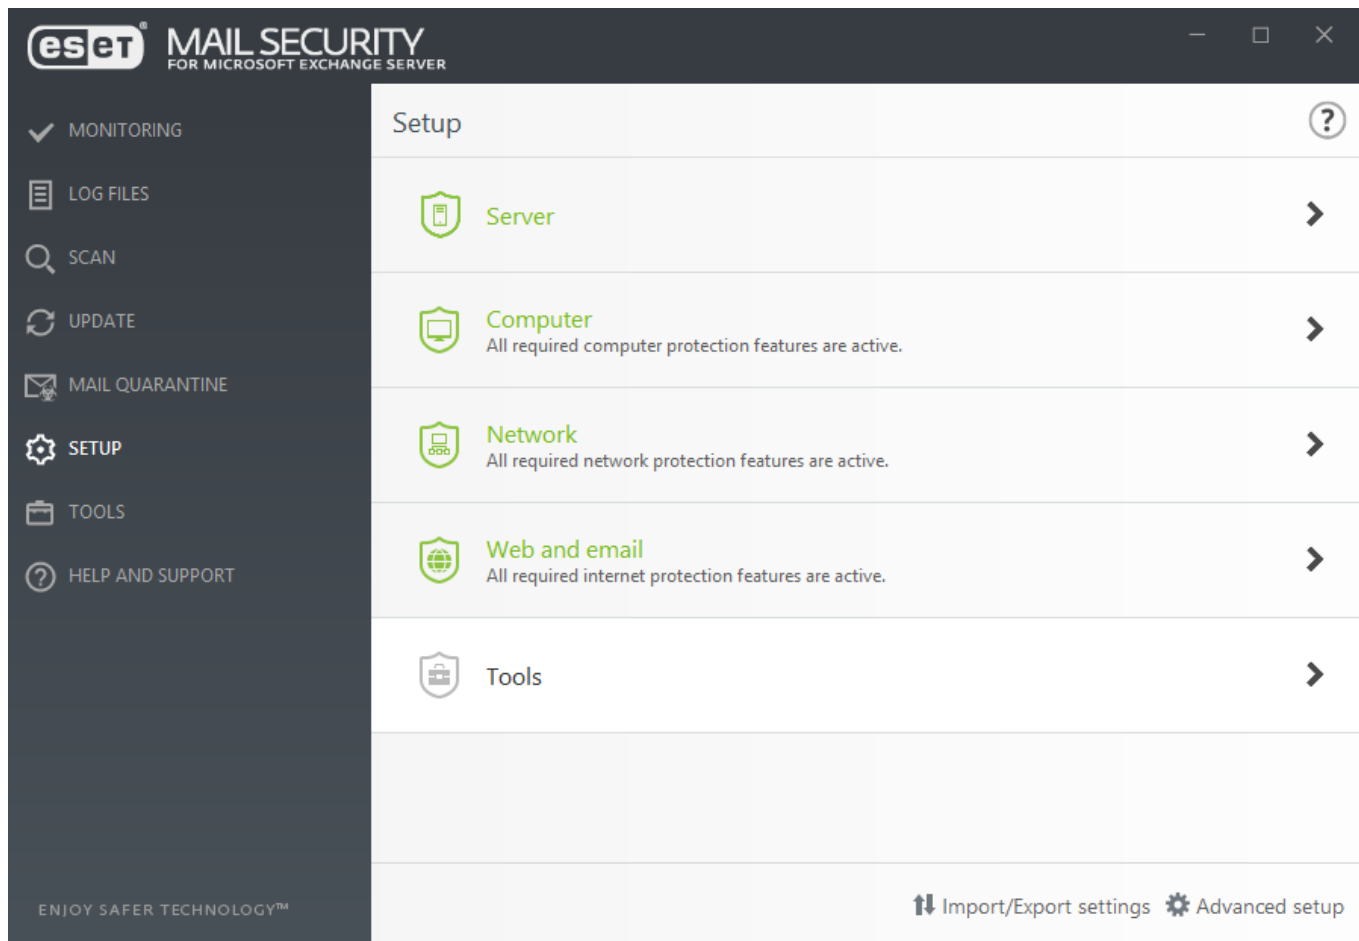 eset® MAIL SECURITY
FOR MICROSOFT EXCHANGE SERVER
MONITORING
LOG FILES
SCAN
UPDATE
MAIL QUARANTINE
SETUP
TOOLS
HELP AND SUPPORT
ENJOY SAFER TECHNOLOGY™
Setup
?
Server
Computer
All required computer protection features are active.
Network
All required network protection features are active.
Web and email
All required internet protection features are active.
Tools
Import/Export settings Advanced setup